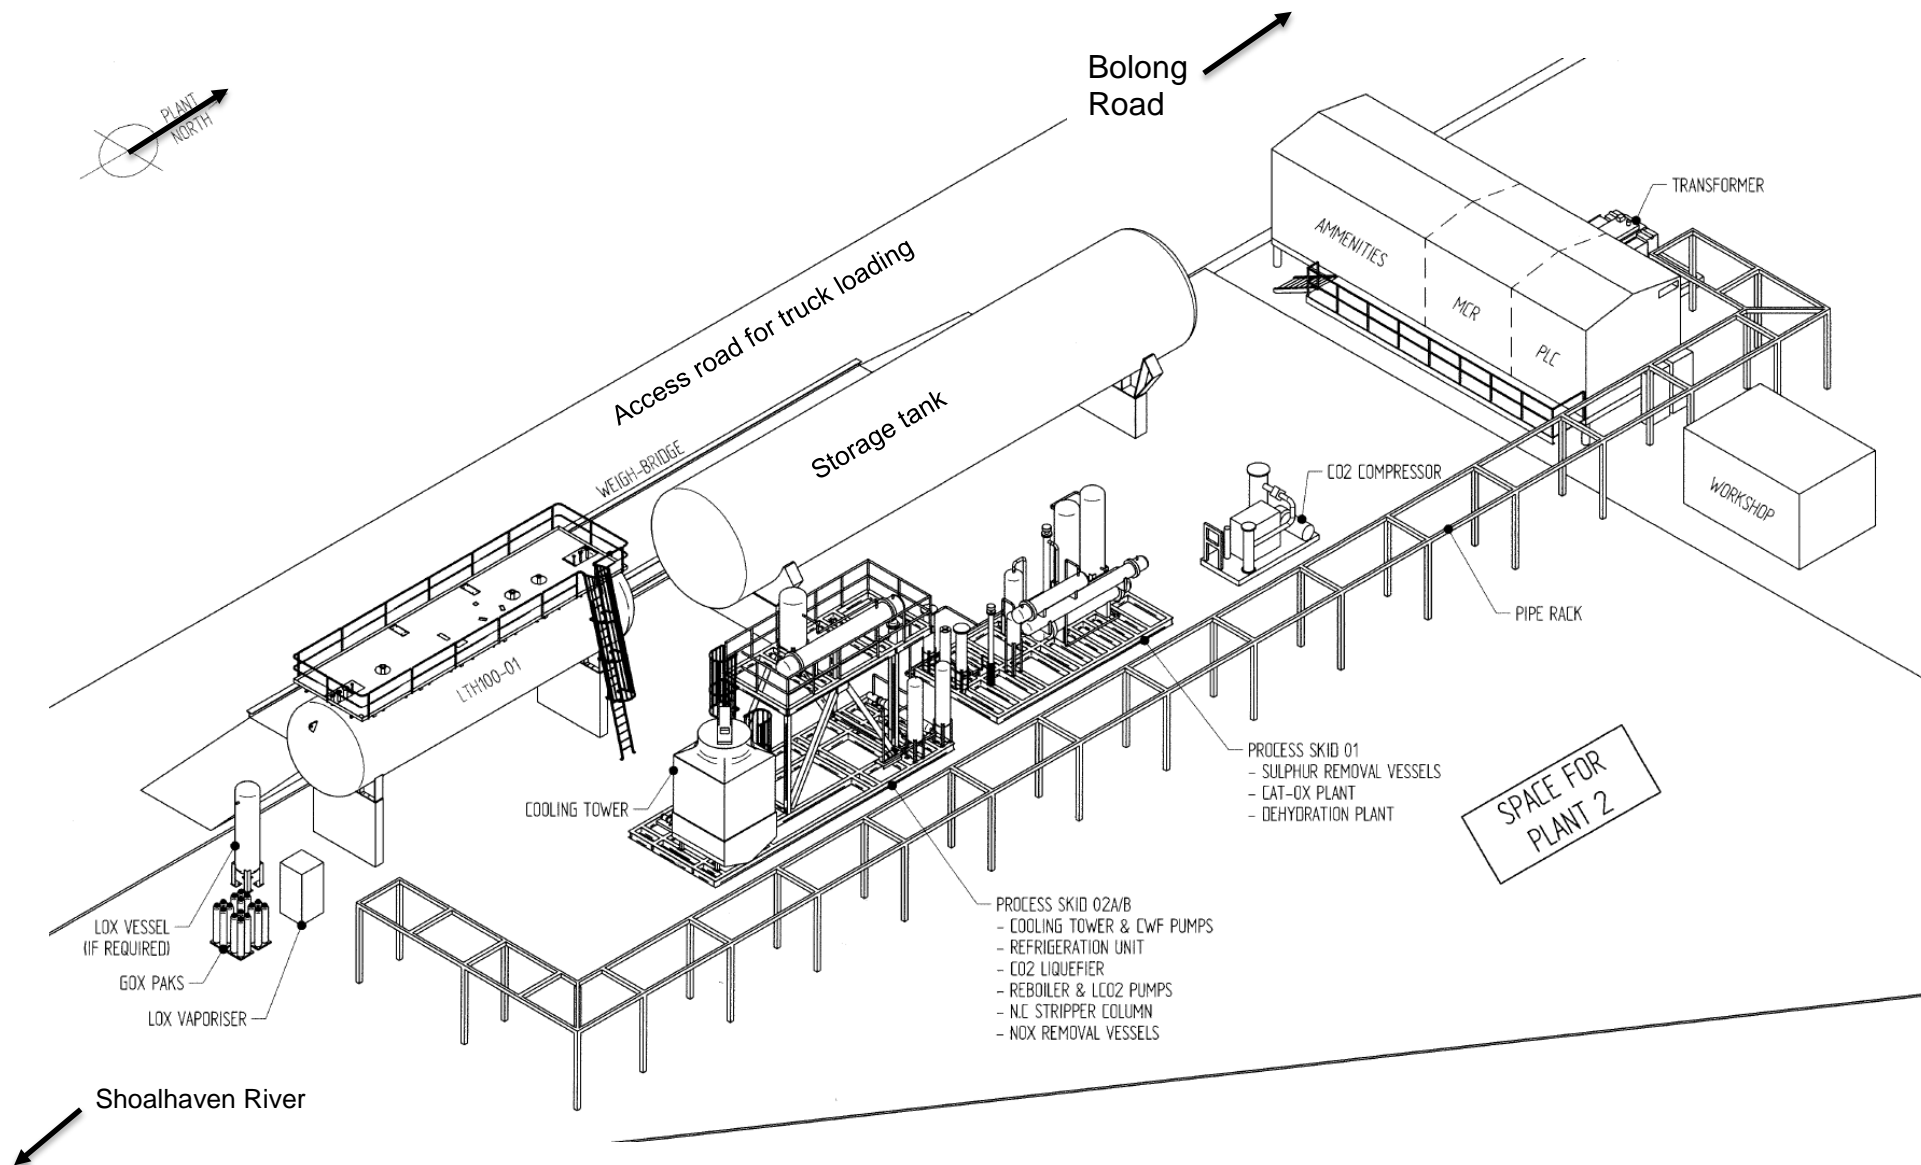 Bolong
Road
PLANT
NORTH
TRANSFORMER
AMMENITIES
MCR
PLC
Access road for truck loading
Storage tank
WEIGH-BRIDGE
CO2 COMPRESSOR
WORKSHOP
PIPE RACK
LTH100-01
PROCESS SKID 01
- SULPHUR REMOVAL VESSELS
- CAT-OX PLANT
- DEHYDRATION PLANT
SPACE FOR
PLANT 2
COOLING TOWER
PROCESS SKID 02A/B
- COOLING TOWER & CWF PUMPS
- REFRIGERATION UNIT
- CO2 LIQUEFIER
- REBOILER & LCO2 PUMPS
- N.C STRIPPER COLUMN
- NOX REMOVAL VESSELS
LOX VESSEL
(IF REQUIRED)
GOX PAKS
LOX VAPORISER
Shoalhaven River